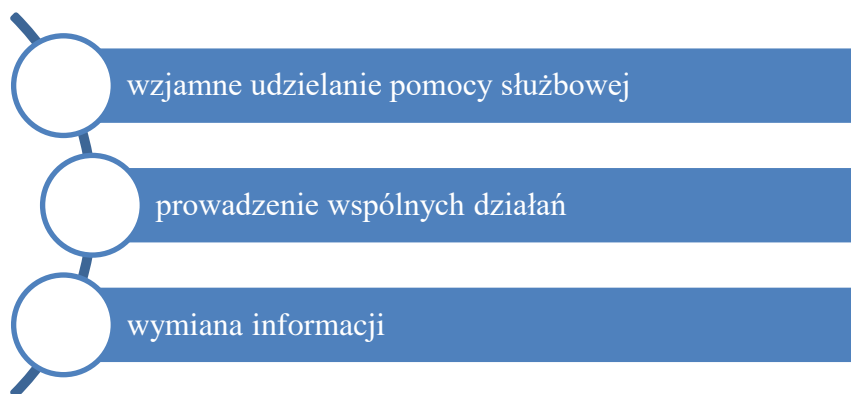 wzjamne udzielanie pomocy służbowej
prowadzenie wspólnych działań
wymiana informacji